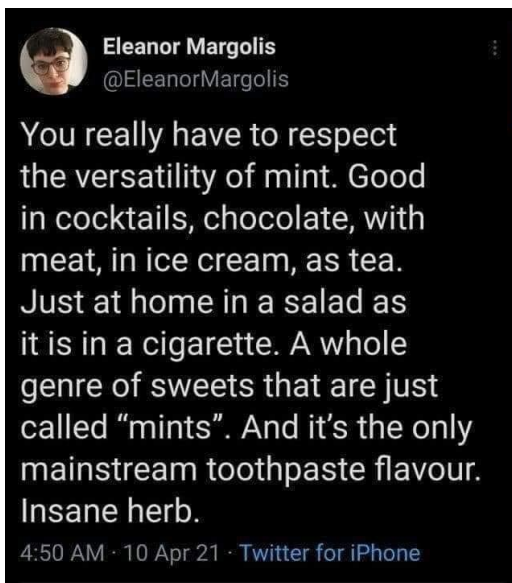 Eleanor Margolis
@EleanorMargolis
You really have to respect
the versatility of mint. Good
in cocktails, chocolate, with
meat, in ice cream, as tea.
Just at home in a salad as
it is in a cigarette. A whole
genre of sweets that are just
called “mints”. And it’s the only
mainstream toothpaste flavour.
Insane herb.
4:50 AM · 10 Apr 21 · Twitter for iPhone